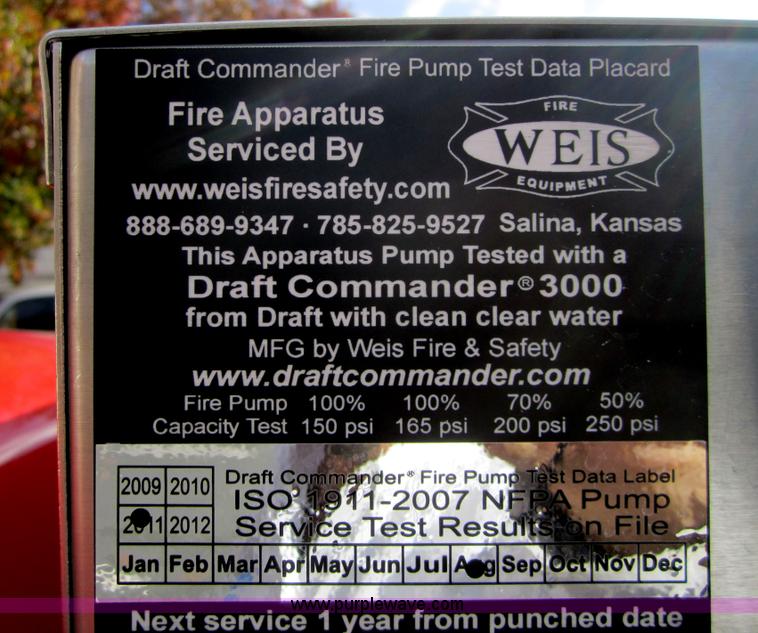 Draft Commander® Fire Pump Test Data Placard
Fire Apparatus
Serviced By
FIRE
WEIS
EQUIPMENT
www.weisfiresafety.com
888-689-9347 · 785-825-9527 Salina, Kansas
This Apparatus Pump Tested with a
Draft Commander® 3000
from Draft with clean clear water
MFG by Weis Fire & Safety
www.draftcommander.com
Fire Pump 100% 100% 70% 50%
Capacity Test 150 psi 165 psi 200 psi 250 psi
Draft Commander® Fire Pump Test Data Label
ISO 1911-2007 NFPA Pump
Service Test Results on File
2009 2010
2011 2012
Jan Feb Mar Apr May Jun Jul Aug Sep Oct Nov Dec
www.purplewave.com
Next service 1 year from punched date